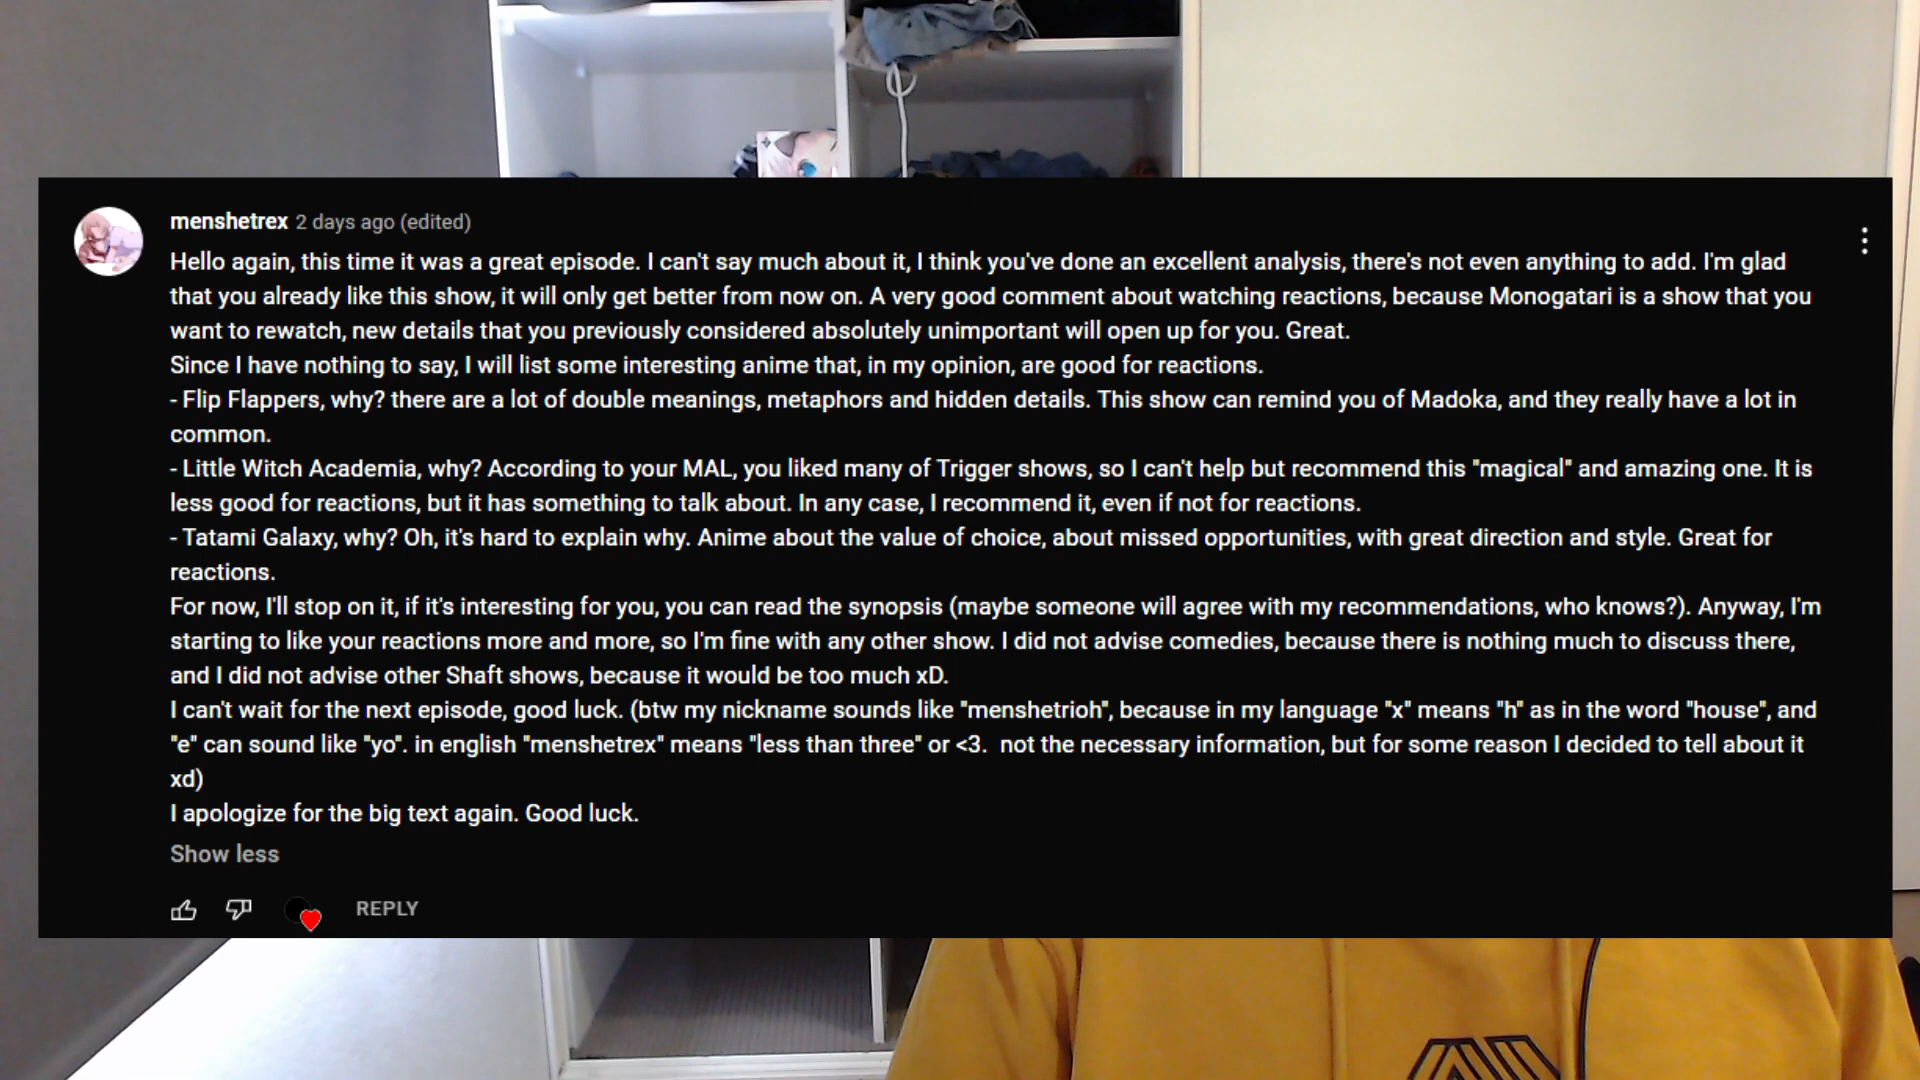 menshetrex 2 days ago (edited)
Hello again, this time it was a great episode. I can't say much about it, I think you've done an excellent analysis, there's not even anything to add. I'm glad
that you already like this show, it will only get better from now on. A very good comment about watching reactions, because Monogatari is a show that you
want to rewatch, new details that you previously considered absolutely unimportant will open up for you. Great.
Since I have nothing to say, I will list some interesting anime that, in my opinion, are good for reactions.
- Flip Flappers, why? there are a lot of double meanings, metaphors and hidden details. This show can remind you of Madoka, and they really have a lot in
common.
- Little Witch Academia, why? According to your MAL, you liked many of Trigger shows, so I can't help but recommend this "magical" and amazing one. It is
less good for reactions, but it has something to talk about. In any case, I recommend it, even if not for reactions.
- Tatami Galaxy, why? Oh, it's hard to explain why. Anime about the value of choice, about missed opportunities, with great direction and style. Great for
reactions.
For now, I'll stop on it, if it's interesting for you, you can read the synopsis (maybe someone will agree with my recommendations, who knows?). Anyway, I'm
starting to like your reactions more and more, so I'm fine with any other show. I did not advise comedies, because there is nothing much to discuss there,
and I did not advise other Shaft shows, because it would be too much xD.
I can't wait for the next episode, good luck. (btw my nickname sounds like "menshetrioh", because in my language "x" means "h" as in the word "house", and
"e" can sound like "yo". in english "menshetrex" means "less than three" or <3.  not the necessary information, but for some reason I decided to tell about it
xd)
I apologize for the big text again. Good luck.
Show less
REPLY